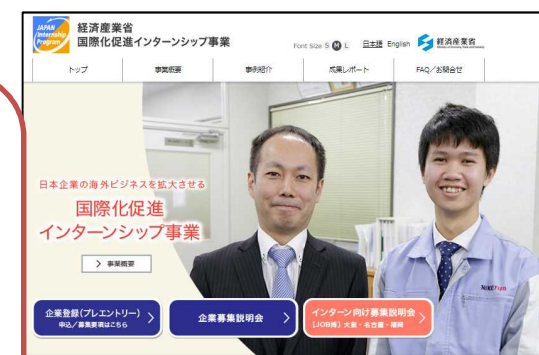 JAPAN
Internship
Program
経済産業省
国際化促進インターンシップ事業
Font Size S M L 日本語 English 経済産業省
トップ 事業概要 事例紹介 成果レポート FAQ／お問合せ
日本企業の海外ビジネスを拡大させる
国際化促進
インターンシップ事業
> 事業概要
企業登録（プレエントリー）
申込／募集要項はこちら
企業募集説明会
インターン向け募集説明会
【JOB博】大阪・名古屋・福岡